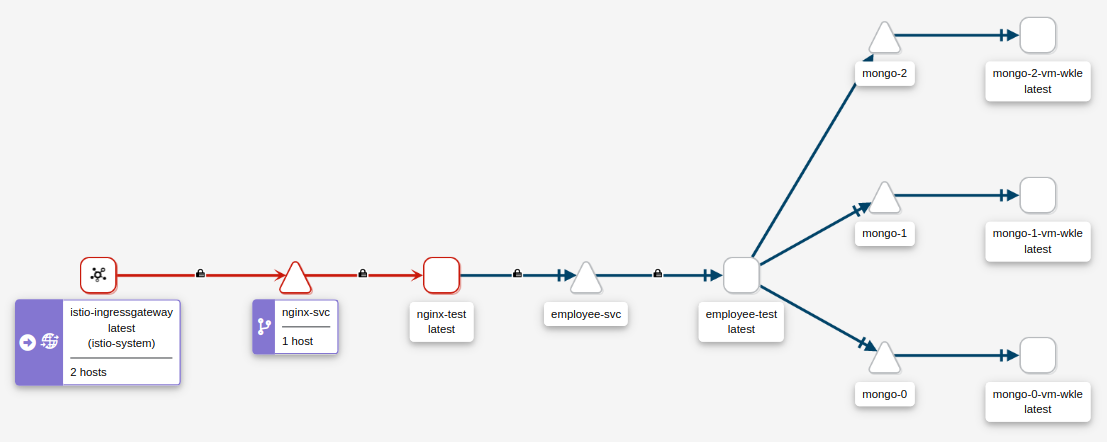 mongo-2
mongo-2-vm-wkle
latest
mongo-1
mongo-1-vm-wkle
latest
istio-ingressgateway
latest
(istio-system)
2 hosts
nginx-svc
1 host
nginx-test
latest
employee-svc
employee-test
latest
mongo-0
mongo-0-vm-wkle
latest